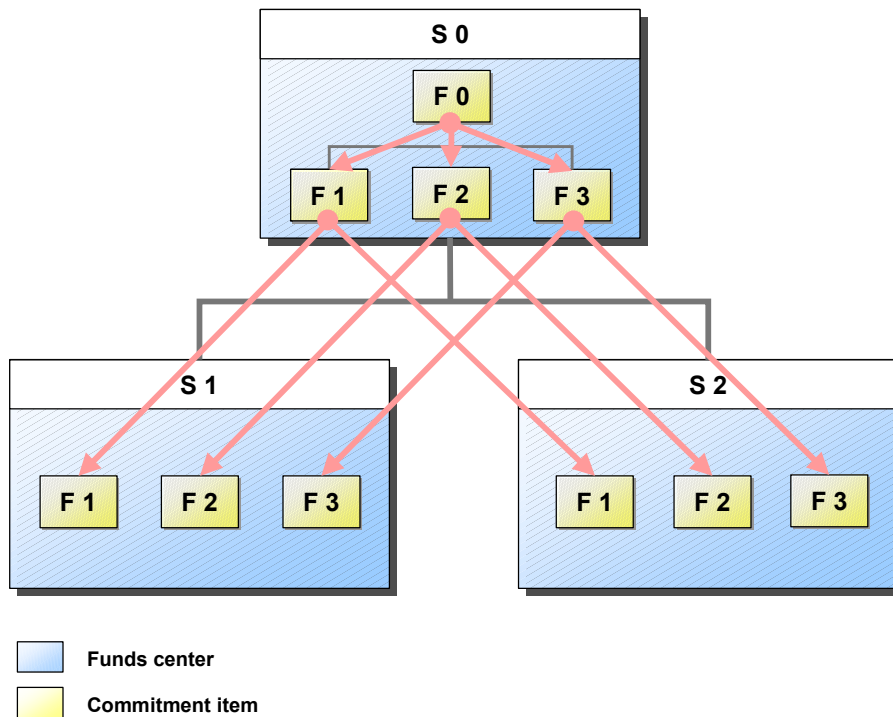 S 0
F 0
F 1 F 2 F 3
S 1 S 2
F 1 F 2 F 3 F 1 F 2 F 3
Funds center
Commitment item